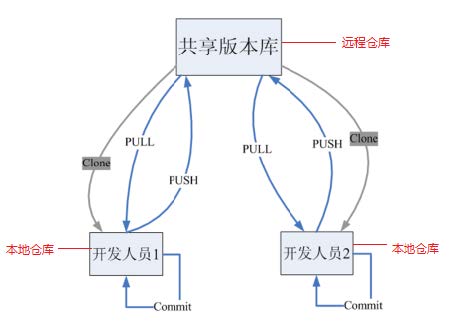 共享版本库
远程仓库
PULL
PUSH
Clone
PULL
PUSH
Clone
本地仓库
开发人员1
开发人员2
本地仓库
Commit
Commit